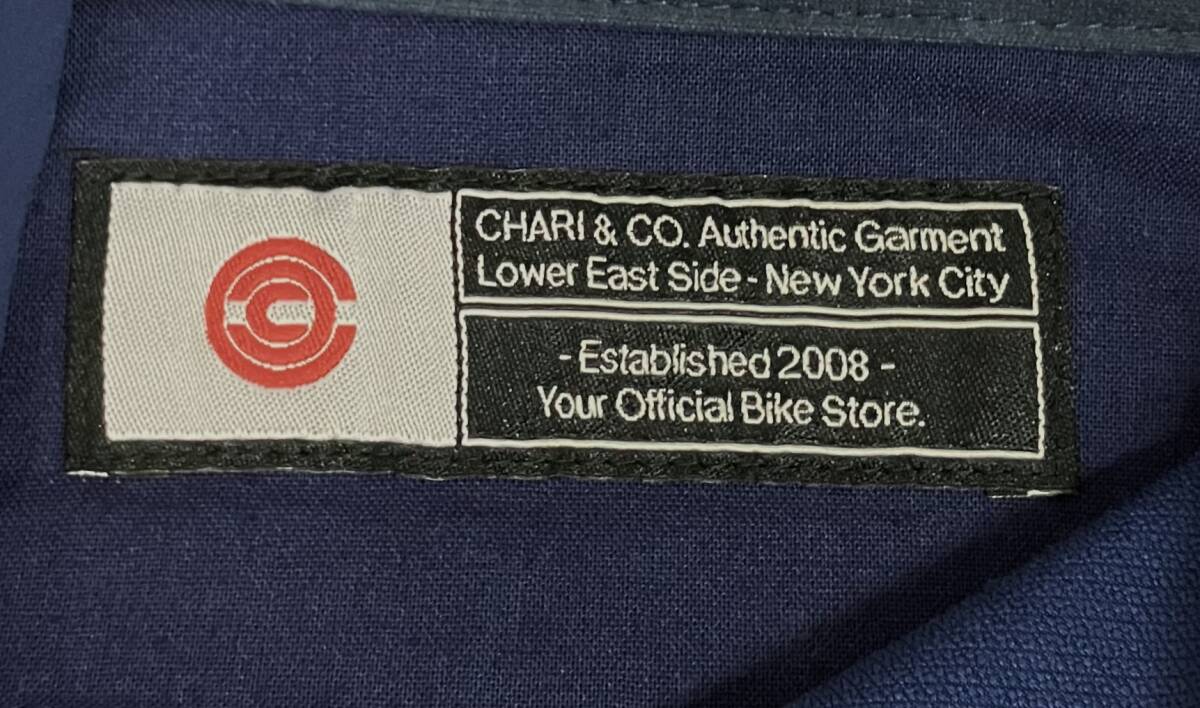 CHARI & CO. Authentic Garment
Lower East Side - New York City
- Established 2008 -
Your Official Bike Store.